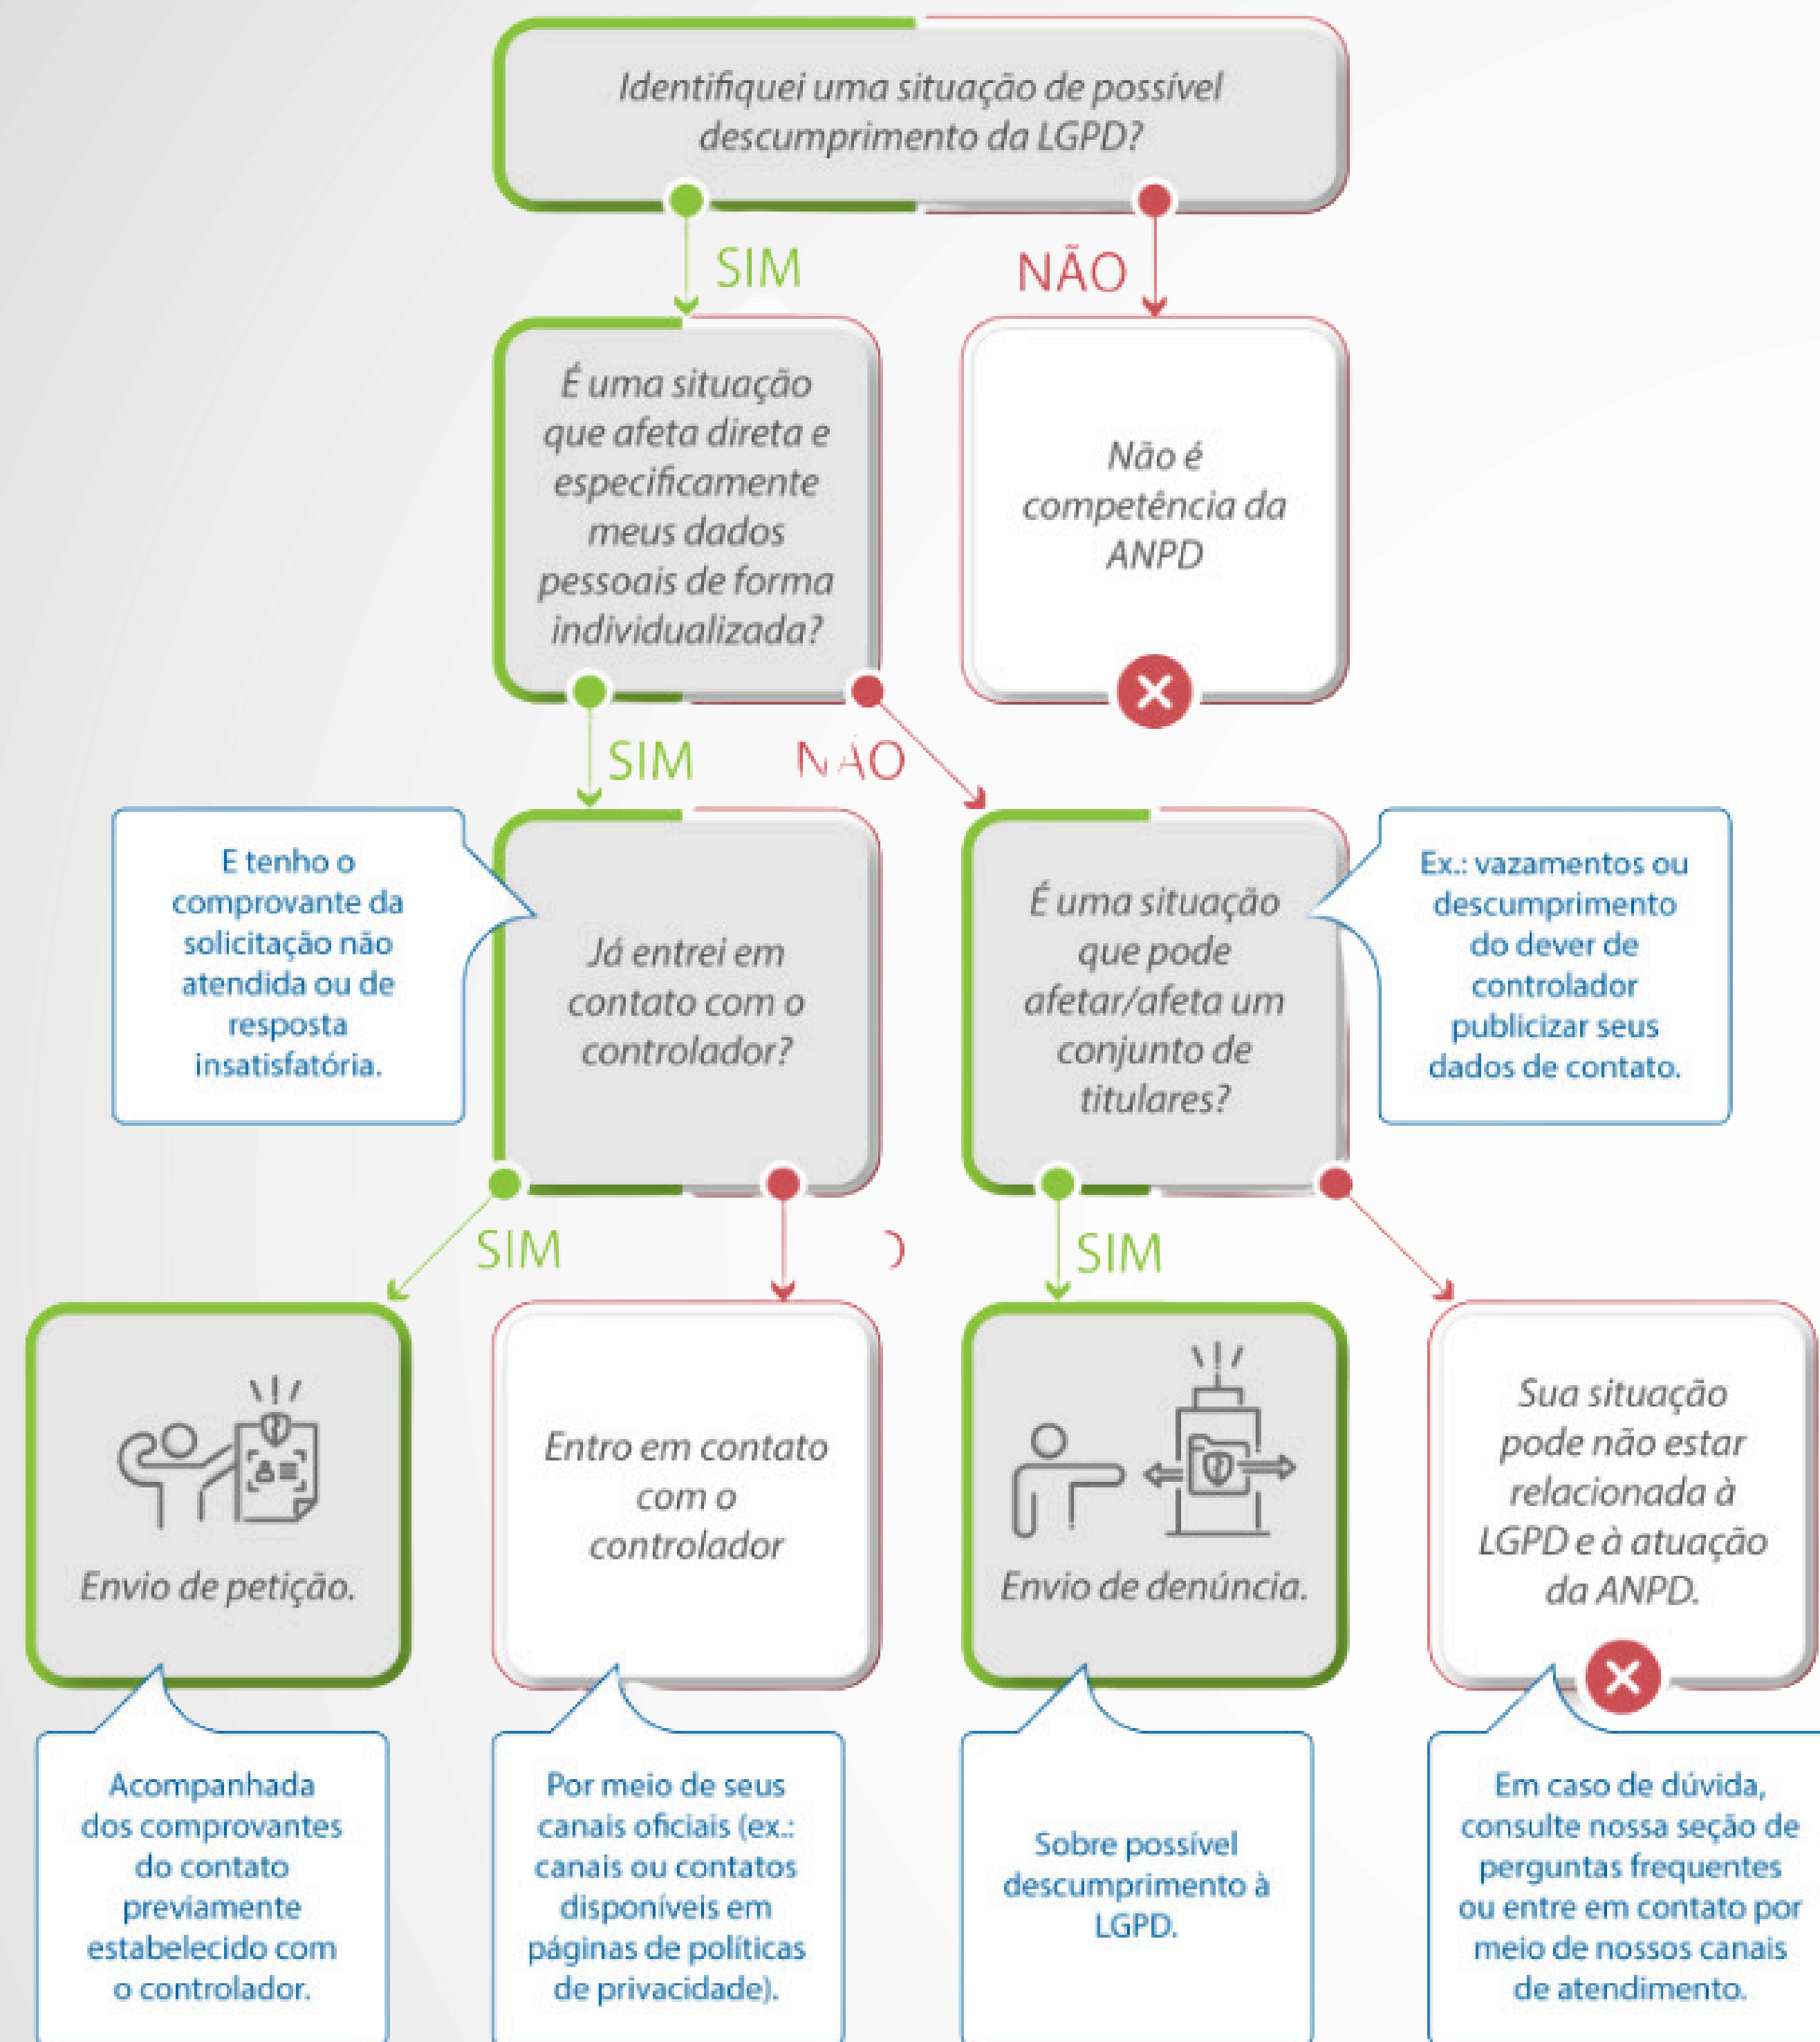 Identifiquei uma situação de possível
descumprimento da LGPD?
SIM
NÃO
É uma situação
que afeta direta e
especificamente
meus dados
pessoais de forma
individualizada?
Não é
competência da
ANPD
SIM
NÃO
E tenho o
comprovante da
solicitação não
atendida ou de
resposta
insatisfatória.
Já entrei em
contato com o
controlador?
É uma situação
que pode
afetar/afeta um
conjunto de
titulares?
Ex.: vazamentos ou
descumprimento
do dever de
controlador
publicizar seus
dados de contato.
SIM
SIM
Envio de petição.
Entro em contato
com o
controlador
Envio de denúncia.
Sua situação
pode não estar
relacionada à
LGPD e à atuação
da ANPD.
Acompanhada
dos comprovantes
do contato
previamente
estabelecido com
o controlador.
Por meio de seus
canais oficiais (ex.:
canais ou contatos
disponíveis em
páginas de políticas
de privacidade).
Sobre possível
descumprimento à
LGPD.
Em caso de dúvida,
consulte nossa seção de
perguntas frequentes
ou entre em contato por
meio de nossos canais
de atendimento.